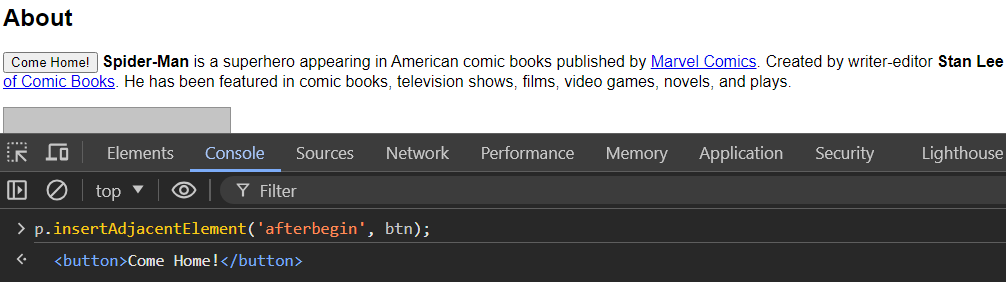 About
Come Home! Spider-Man is a superhero appearing in American comic books published by Marvel Comics. Created by writer-editor Stan Lee
of Comic Books. He has been featured in comic books, television shows, films, video games, novels, and plays.
Elements Console Sources Network Performance Memory Application Security Lighthouse
top Filter
p.insertAdjacentElement('afterbegin', btn);
<button>Come Home!</button>